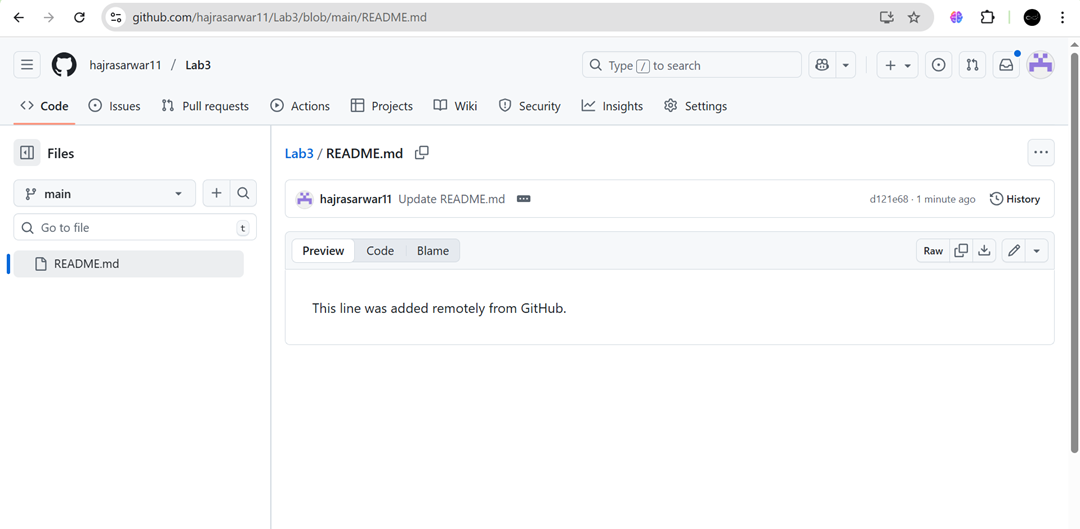 github.com/hajrasarwar11/Lab3/blob/main/README.md
hajrasarwar11 / Lab3
Type / to search
Code Issues Pull requests Actions Projects Wiki Security Insights Settings
Files
main
Go to file t
README.md
Lab3 / README.md
hajrasarwar11 Update README.md d121e68 · 1 minute ago History
Preview Code Blame Raw
This line was added remotely from GitHub.